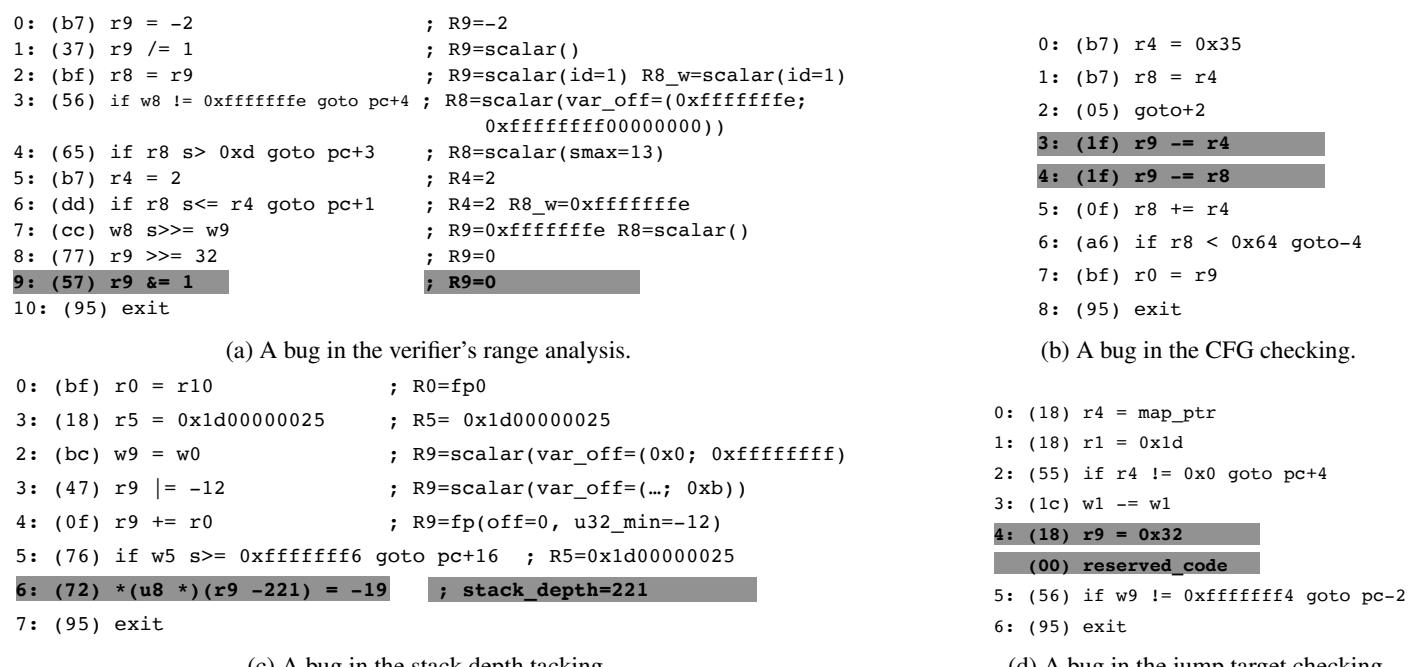 0: (b7) r9 = -2 ; R9=-2
1: (37) r9 /= 1 ; R9=scalar()
2: (bf) r8 = r9 ; R9=scalar(id=1) R8_w=scalar(id=1)
3: (56) if w8 != 0xfffffffe goto pc+4 ; R8=scalar(var_off=(0xfffffffe;
0xffffffff00000000))
4: (65) if r8 s> 0xd goto pc+3 ; R8=scalar(smax=13)
5: (b7) r4 = 2 ; R4=2
6: (dd) if r8 s<= r4 goto pc+1 ; R4=2 R8_w=0xfffffffe
7: (cc) w8 s>>= w9 ; R9=0xfffffffe R8=scalar()
8: (77) r9 >>= 32 ; R9=0
9: (57) r9 &= 1 ; R9=0
10: (95) exit
(a) A bug in the verifier's range analysis.
0: (b7) r4 = 0x35
1: (b7) r8 = r4
2: (05) goto+2
3: (1f) r9 -= r4
4: (1f) r9 -= r8
5: (0f) r8 += r4
6: (a6) if r8 < 0x64 goto-4
7: (bf) r0 = r9
8: (95) exit
(b) A bug in the CFG checking.
0: (bf) r0 = r10 ; R0=fp0
3: (18) r5 = 0x1d00000025 ; R5= 0x1d00000025
2: (bc) w9 = w0 ; R9=scalar(var_off=(0x0; 0xffffffff)
3: (47) r9 |= -12 ; R9=scalar(var_off=(…; 0xb))
4: (0f) r9 += r0 ; R9=fp(off=0, u32_min=-12)
5: (76) if w5 s>= 0xfffffff6 goto pc+16 ; R5=0x1d00000025
6: (72) *(u8 *)(r9 -221) = -19 ; stack_depth=221
7: (95) exit
(c) A bug in the stack depth tacking.
0: (18) r4 = map_ptr
1: (18) r1 = 0x1d
2: (55) if r4 != 0x0 goto pc+4
3: (1c) w1 -= w1
4: (18) r9 = 0x32
(00) reserved_code
5: (56) if w9 != 0xfffffff4 goto pc-2
6: (95) exit
(d) A bug in the jump target checking.